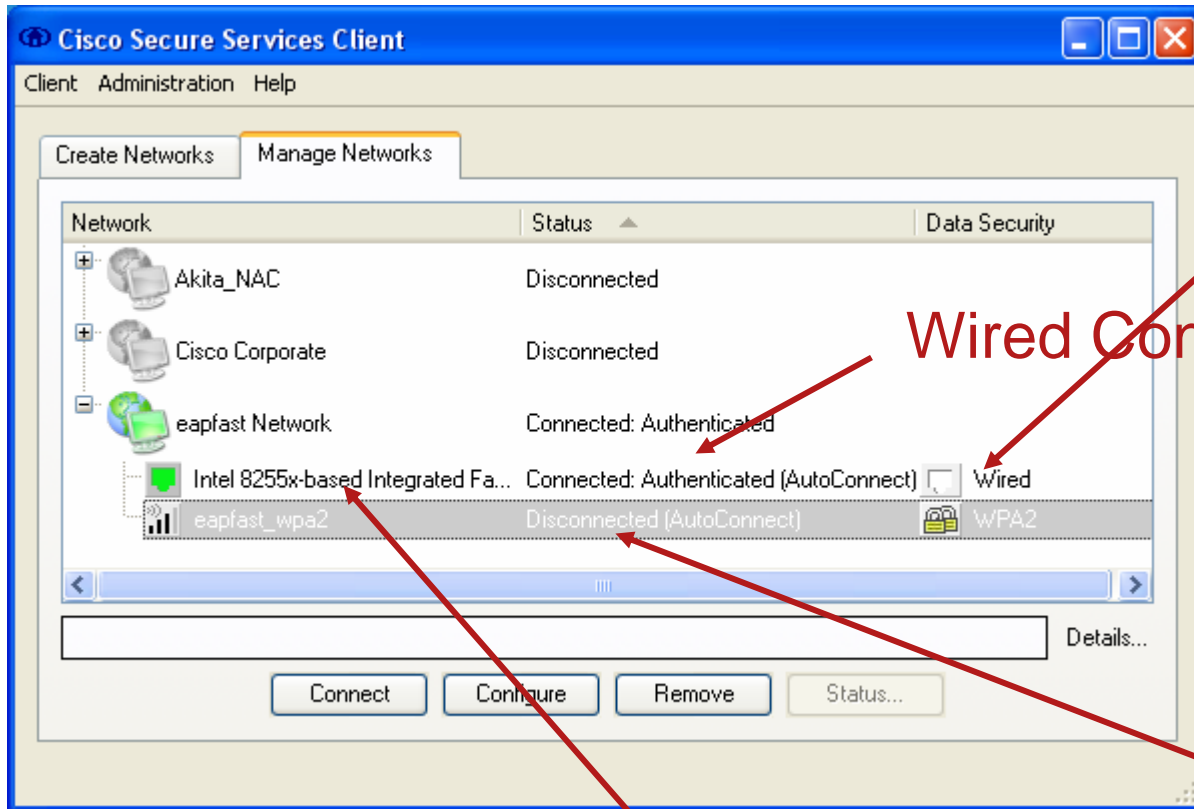 Cisco Secure Services Client
Client Administration Help
Create Networks Manage Networks
Network Status Data Security
Akita_NAC Disconnected
Wired
Cisco Corporate Disconnected
eapfast Network Connected: Authenticated
Intel 8255x-based Integrated Fa... Connected: Authenticated (AutoConnect) Wired
eapfast_wpa2 Disconnected (AutoConnect) WPA2
Details...
Connect Configure Remove Status...